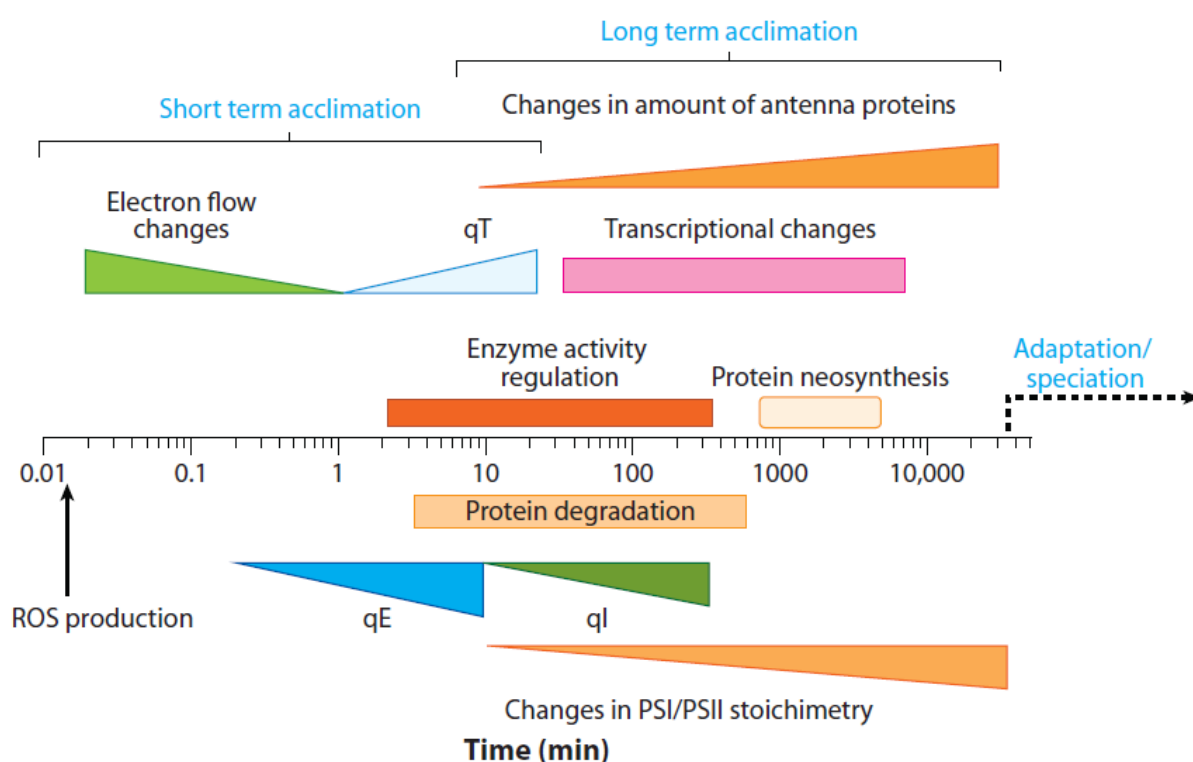 Long term acclimation
Short term acclimation
Changes in amount of antenna proteins
Electron flow
changes
qT
Transcriptional changes
Enzyme activity
regulation
Protein neosynthesis
Adaptation/
speciation
0.01
0.1
1
10
100
1000
10,000
Protein degradation
ROS production
qE
qI
Changes in PSI/PSII stoichimetry
Time (min)